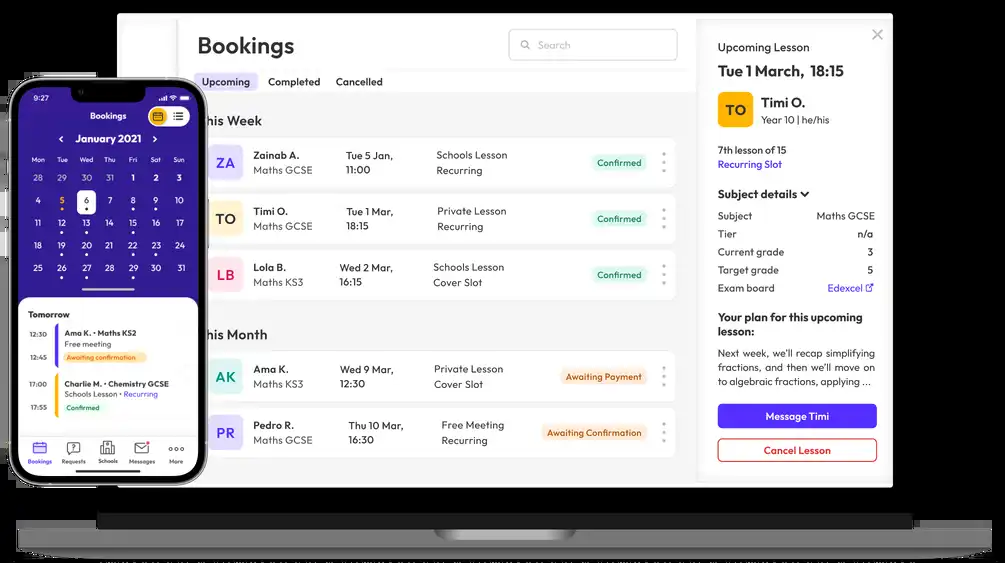 Bookings
Search
Upcoming Completed Cancelled
his Week
ZA
Zainab A.
Maths GCSE
Tue 5 Jan,
11:00
Schools Lesson
Recurring
Confirmed
TO
Timi O.
Maths GCSE
Tue 1 Mar,
18:15
Private Lesson
Recurring
Confirmed
LB
Lola B.
Maths KS3
Wed 2 Mar,
16:15
Schools Lesson
Cover Slot
Confirmed
his Month
AK
Ama K.
Maths KS3
Wed 9 Mar,
12:30
Private Lesson
Cover Slot
Awaiting Payment
PR
Pedro R.
Maths GCSE
Thu 10 Mar,
16:30
Free Meeting
Recurring
Awaiting Confirmation
Upcoming Lesson
Tue 1 March, 18:15
TO
Timi O.
Year 10 | he/his
7th lesson of 15
Recurring Slot
Subject details
Subject Maths GCSE
Tier n/a
Current grade 3
Target grade 5
Exam board Edexcel
Your plan for this upcoming
lesson:
Next week, we'll recap simplifying
fractions, and then we'll move on
to algebraic fractions, applying ...
Message Timi
Cancel Lesson
9:27
Bookings
January 2021
Mon Tue Wed Thu Fri Sat Sun
28 29 30 31 1 2 3
4 5 6 7 8 9 10
11 12 13 14 15 16 17
18 19 20 21 22 23 24
25 26 27 28 29 30 31
Tomorrow
12:30
12:45
Ama K. • Maths KS2
Free meeting
Awaiting confirmation
17:00
17:55
Charlie M. • Chemistry GCSE
Schools Lesson • Recurring
Confirmed
Bookings Requests Schools Messages More